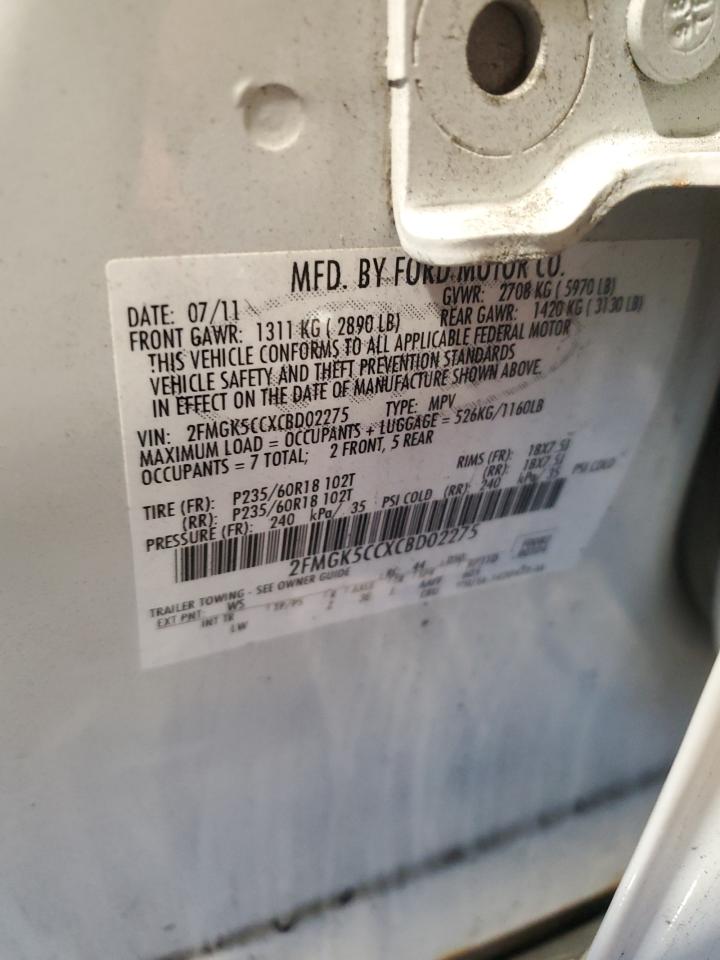 MFD. BY FORD MOTOR CO.
DATE: 07/11 GVWR: 2708 KG ( 5970 LB)
FRONT GAWR: 1311 KG ( 2890 LB) REAR GAWR: 1420 KG ( 3130 LB)
THIS VEHICLE CONFORMS TO ALL APPLICABLE FEDERAL MOTOR
VEHICLE SAFETY AND THEFT PREVENTION STANDARDS
IN EFFECT ON THE DATE OF MANUFACTURE SHOWN ABOVE.
VIN: 2FMGK5CCXCBD02275 TYPE: MPV
MAXIMUM LOAD = OCCUPANTS + LUGGAGE = 526KG/1160LB
OCCUPANTS = 7 TOTAL; 2 FRONT, 5 REAR
TIRE (FR): P235/60R18 102T RIMS (FR): 18X7.5J
(RR): P235/60R18 102T (RR): 18X7.5J
PRESSURE (FR): 240 kPa/ 35 PSI COLD (RR): 240 kPa/ 35 PSI COLD
2FMGK5CCXCBD02275
TRAILER TOWING - SEE OWNER GUIDE
EXT PNT: WS
INT TR
LW